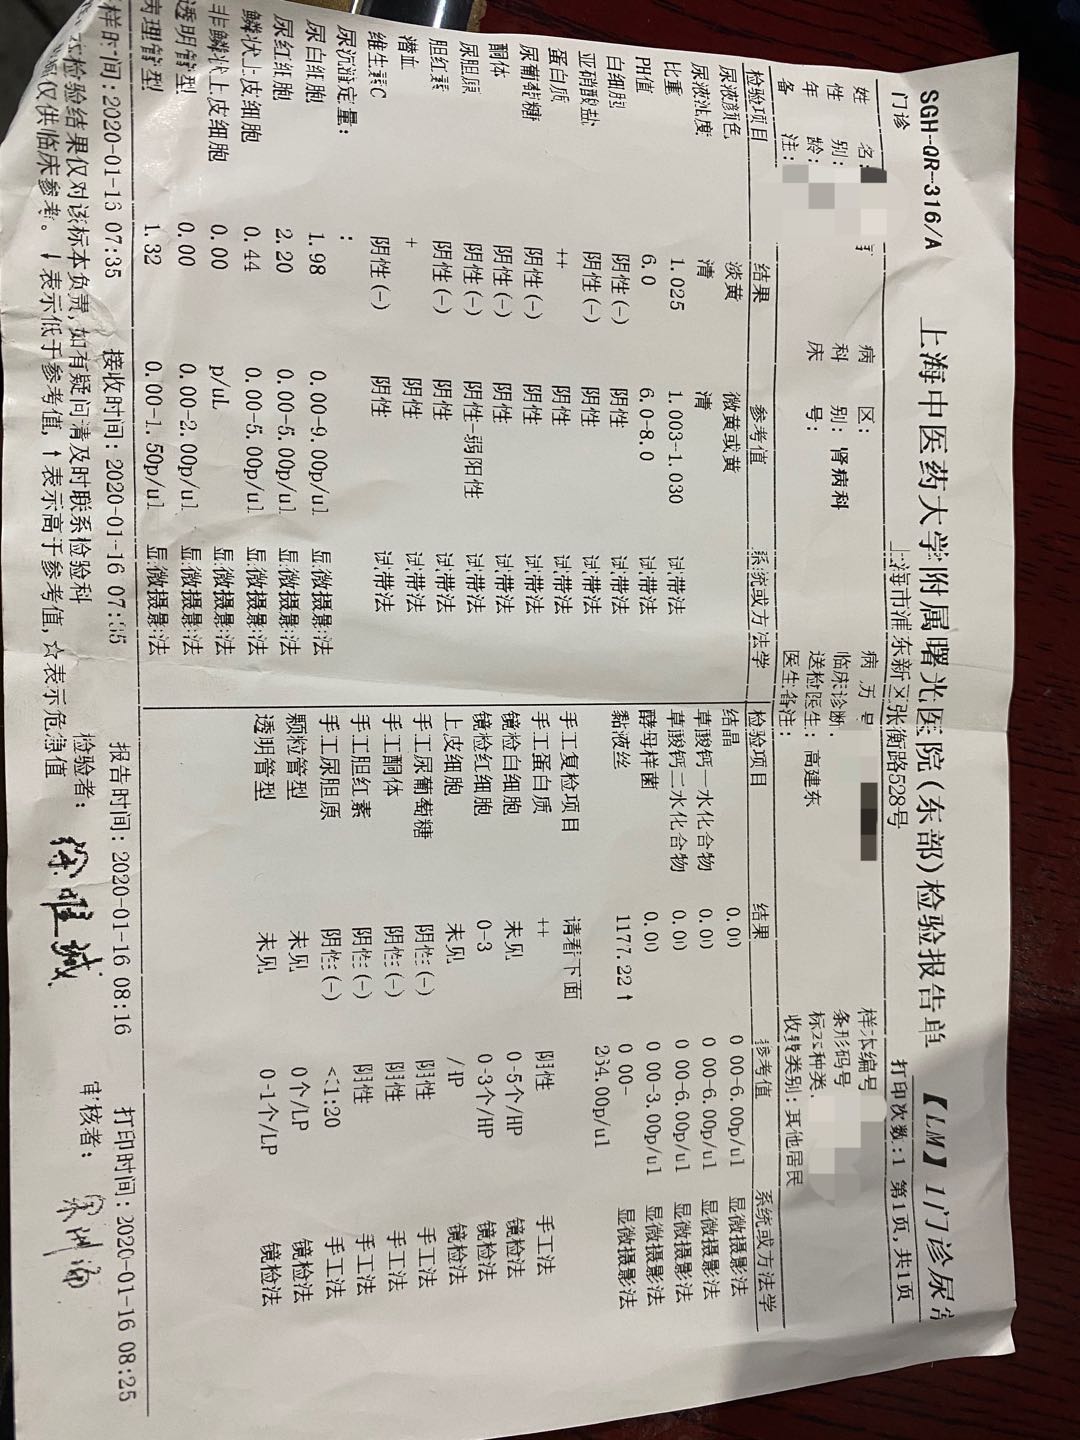 SGH-QR-316/A 上海中医药大学附属曙光医院(东部)检验报告单 【LM】1门诊尿常
门诊 上海市浦东新区张衡路528号 打印次数:1 第1页,共1页
姓 名: 病 区: 病 历 号 样本编号
性 别: 科 别: 肾病科 临床诊断. 条形码号
年 龄: 床 号: 送检医生: 高建东 标本种类.
备 注: 医生备注: 收费类别: 其他居民
检验项目 结果 参考值 系统或方法学
尿液颜色 淡黄 微黄或黄
尿液浊度 清 清
比重 1.025 1.003-1.030 试带法
PH值 6.0 6.0-8.0 试带法
白细胞 阴性(-) 阴性 试带法
亚硝酸盐 阴性(-) 阴性 试带法
蛋白质 ++ 阴性 试带法
尿葡萄糖 阴性(-) 阴性 试带法
酮体 阴性(-) 阴性 试带法
尿胆原 阴性(-) 阴性-弱阳性 试带法
胆红素 阴性(-) 阴性 试带法
潜血 + 阴性 试带法
维生素C 阴性(-) 阴性 试带法
尿沉渣定量: :
尿白细胞 1.98 0.00-9.00p/ul 显微摄影法
尿红细胞 2.20 0.00-5.00p/ul 显微摄影法
鳞状上皮细胞 0.44 0.00-5.00p/ul 显微摄影法
非鳞状上皮细胞 0.00 p/uL 显微摄影法
透明管型 0.00 0.00-2.00p/ul 显微摄影法
病理管型 1.32 0.00-1.50p/ul 显微摄影法
检验项目 结果 参考值 系统或方法学
结晶 0.00 0 00-6.00p/ul 显微摄影法
草酸钙一水化合物 0.00 0 00-6.00p/ul 显微摄影法
草酸钙二水化合物 0.00 0 00-6.00p/ul 显微摄影法
酵母样菌 0.00 0 00-3.00p/ul 显微摄影法
黏液丝 1177.22↑ 0 00- 显微摄影法
264.00p/ul
手工复检项目 请看下面
手工蛋白质 ++ 阴性 手工法
镜检白细胞 未见 0-5个/HP 镜检法
镜检红细胞 0-3 0-3个/HP 镜检法
上皮细胞 未见 /HP 镜检法
手工尿葡萄糖 阴性(-) 阴性 手工法
手工酮体 阴性(-) 阴性 手工法
手工胆红素 阴性(-) 阴性 手工法
手工尿胆原 阴性(-) <1:20 手工法
颗粒管型 未见 0个/LP 镜检法
透明管型 未见 0-1个/LP 镜检法
样时间:2020-01-16 07:35 接收时间:2020-01-16 07:35 报告时间:2020-01-16 08:16 打印时间:2020-01-16 08:25
本检验结果仅对该标本负责,如有疑问请及时联系检验科 检验者: 徐惟诚 审核者:
仅供临床参考。↓表示低于参考值,↑表示高于参考值,☆表示危急值